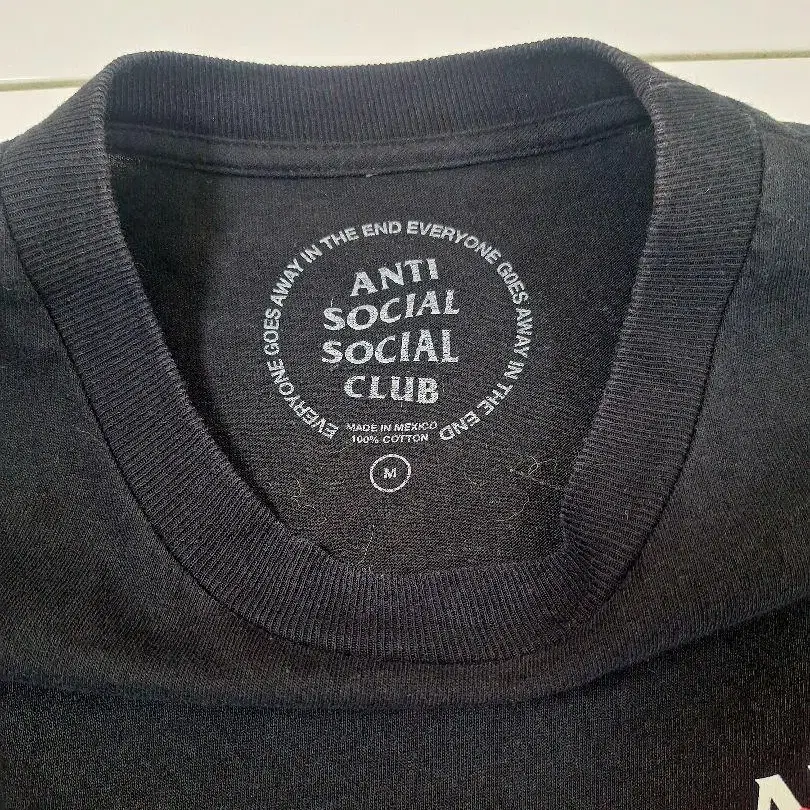 EVERYONE GOES AWAY IN THE END EVERYONE GOES AWAY IN THE END
ANTI
SOCIAL
SOCIAL
CLUB
MADE IN MEXICO
100% COTTON
M